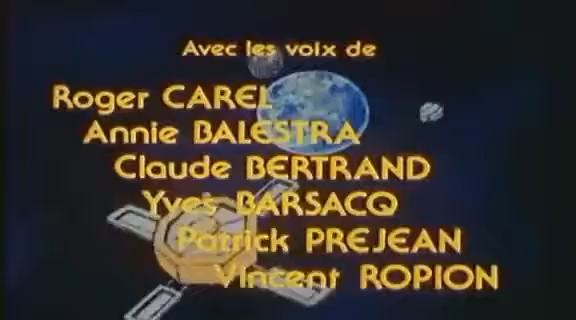 Avec les voix de
Roger CAREL
Annie BALESTRA
Claude BERTRAND
Yves BARSACQ
Patrick PREJEAN
Vincent ROPION